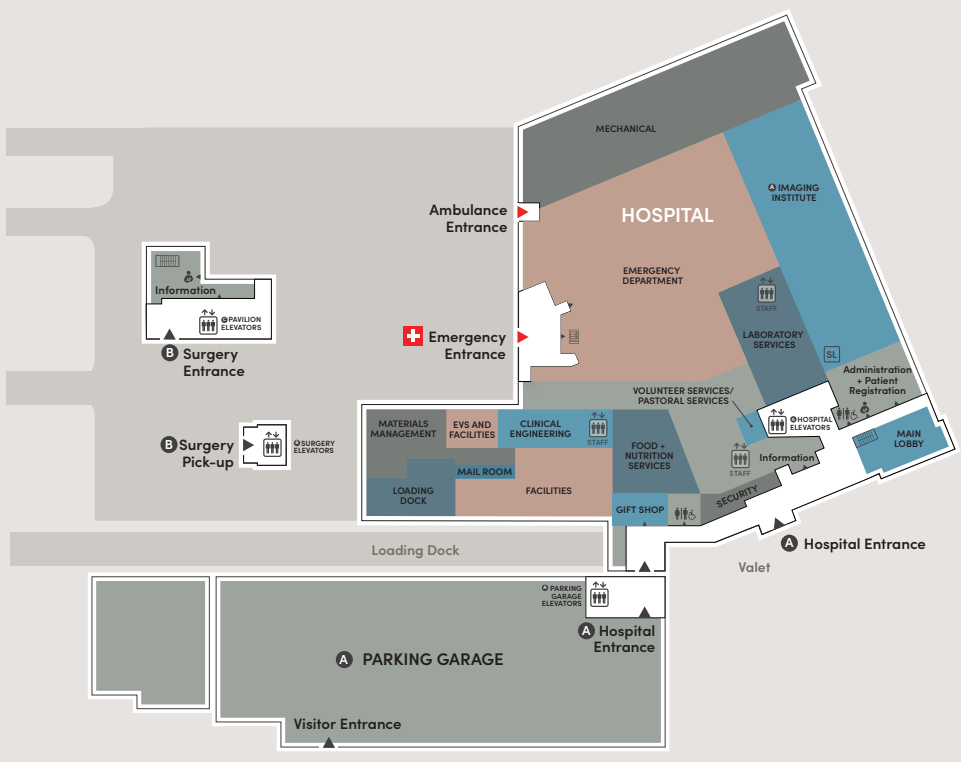 MECHANICAL
A IMAGING
INSTITUTE
Ambulance
Entrance
HOSPITAL
EMERGENCY
DEPARTMENT
Information
PAVILION
ELEVATORS
STAFF
Emergency
Entrance
LABORATORY
SERVICES
SL
B Surgery
Entrance
Administration
+ Patient
Registration
VOLUNTEER SERVICES/
PASTORAL SERVICES
MATERIALS
MANAGEMENT
EVS AND
FACILITIES
CLINICAL
ENGINEERING
STAFF
A HOSPITAL
ELEVATORS
MAIN
LOBBY
B Surgery
Pick-up
SURGERY
ELEVATORS
FOOD +
NUTRITION
SERVICES
Information
STAFF
MAIL ROOM
LOADING
DOCK
FACILITIES
SECURITY
GIFT SHOP
A Hospital Entrance
Loading Dock
Valet
PARKING
GARAGE
ELEVATORS
A Hospital
Entrance
A PARKING GARAGE
Visitor Entrance